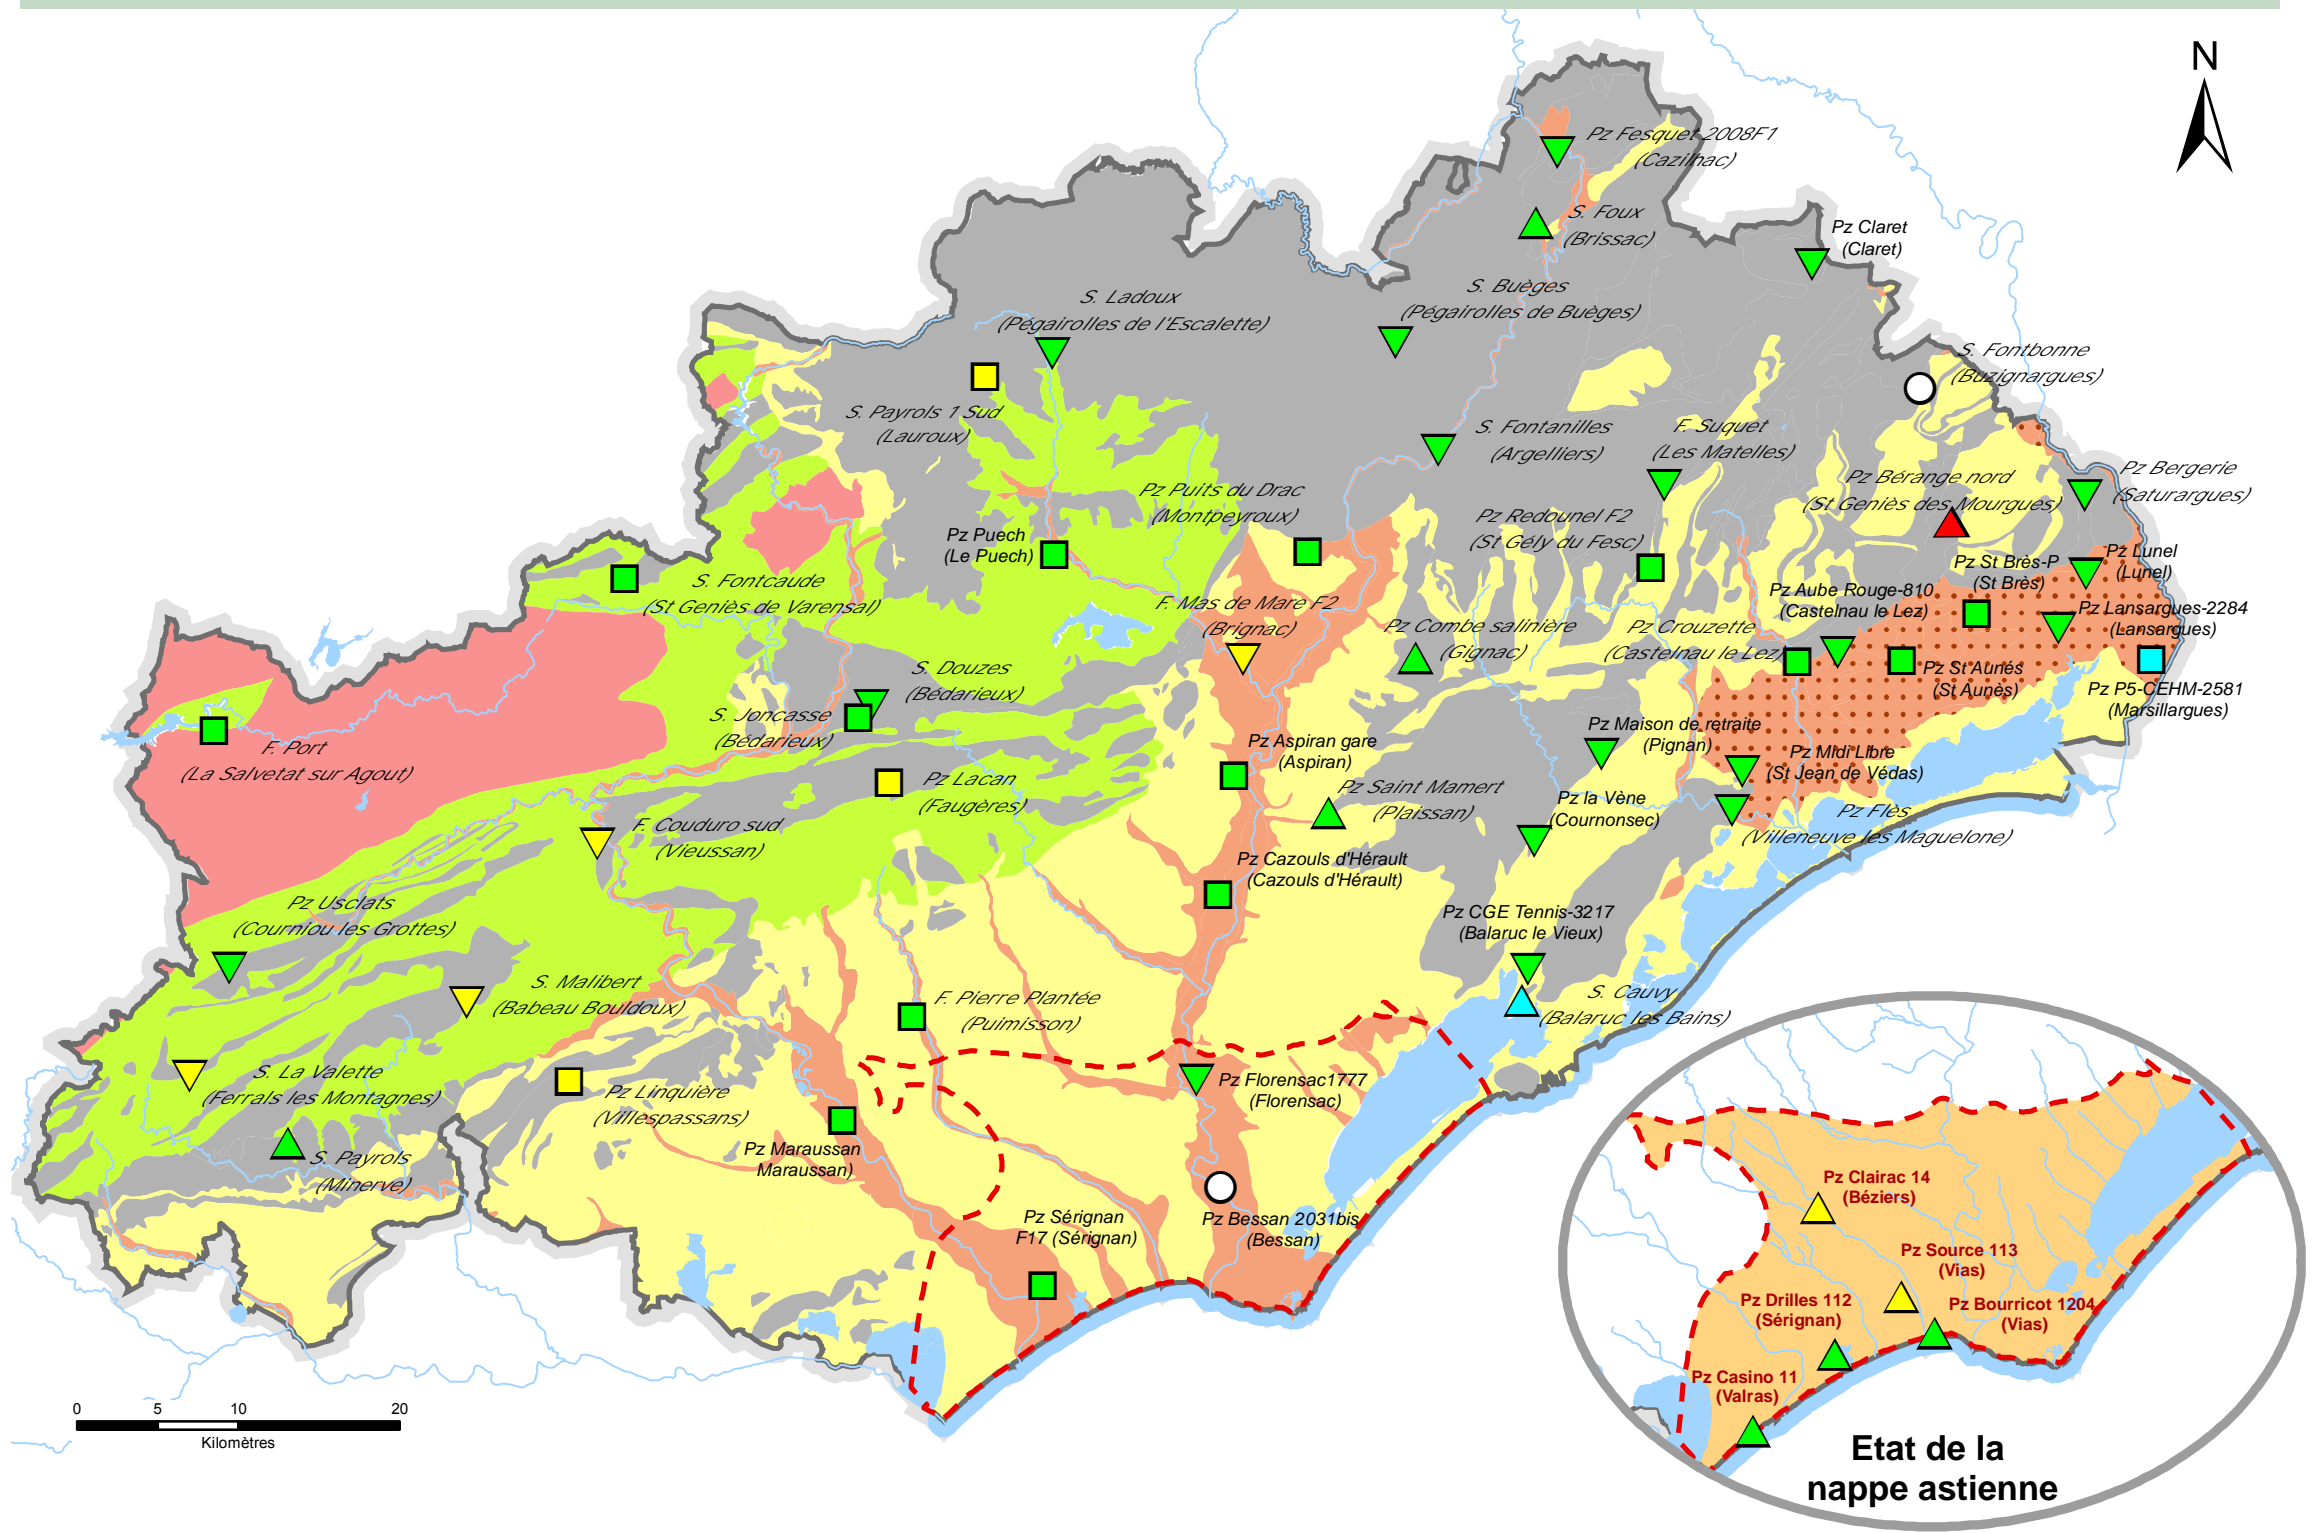 N
Pz Fesquet 2008F1
(Cazilhac)
S. Foux
(Brissac)
Pz Claret
(Claret)
S. Buèges
(Pégairolles de Buèges)
S. Ladoux
(Pégairolles de l'Escalette)
S. Fontbonne
(Buzignargues)
S. Payrols 1 Sud
(Lauroux)
S. Fontanilles
(Argelliers)
F. Suquet
(Les Matelles)
Pz Bérange nord
(St Geniès des Mourgues)
Pz Bergerie
(Saturargues)
Pz Puits du Drac
(Montpeyroux)
Pz Redounel F2
(St Gély du Fesc)
Pz Puech
(Le Puech)
Pz Lunel
(Lunel)
Pz St Brès-P
(St Brès)
S. Fontcaude
(St Geniès de Varensal)
Pz Aube Rouge-810
(Castelnau le Lez)
F. Mas de Mare F2
(Brignac)
Pz Lansargues-2284
(Lansargues)
Pz Combe salinière
(Gignac)
Pz Crouzette
(Castelnau le Lez)
S. Douzes
(Bédarieux)
Pz St Aunés
(St Aunès)
Pz P5-CEHM-2581
(Marsillargues)
S. Joncasse
(Bédarieux)
Pz Maison de retraite
(Pignan)
F. Port
(La Salvetat sur Agout)
Pz Aspiran gare
(Aspiran)
Pz Midi Libre
(St Jean de Védas)
Pz Lacan
(Faugères)
Pz Saint Mamert
(Plaissan)
Pz la Vène
(Cournonsec)
Pz Flès
(Villeneuve les Maguelone)
F. Couduro sud
(Vieussan)
Pz Cazouls d'Hérault
(Cazouls d'Hérault)
Pz Usclats
(Courniou les Grottes)
Pz CGE Tennis-3217
(Balaruc le Vieux)
S. Malibert
(Babeau Bouldoux)
F. Pierre Plantée
(Puimisson)
S. Cauvy
(Balaruc les Bains)
S. La Valette
(Ferrals les Montagnes)
Pz Linquière
(Villespassans)
Pz Florensac1777
(Florensac)
S. Payrols
(Minerve)
Pz Maraussan
Maraussan)
Pz Sérignan
F17 (Sérignan)
Pz Bessan 2031bis
(Bessan)
Pz Clairac 14
(Béziers)
Pz Source 113
(Vias)
Pz Drilles 112
(Sérignan)
Pz Bourricot 1204
(Vias)
Pz Casino 11
(Valras)
0 5 10 20
Kilomètres
Etat de la
nappe astienne